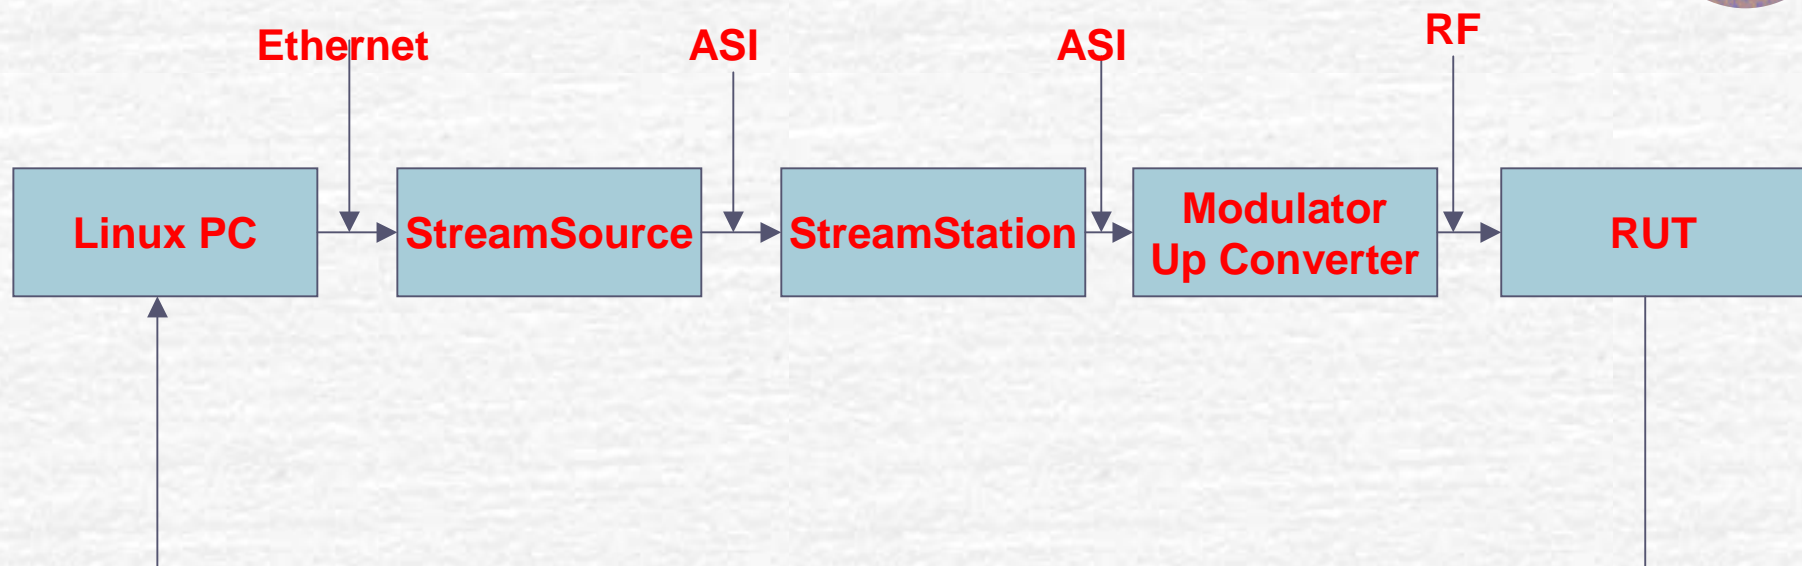 Ethernet
ASI
ASI
RF
Linux PC
StreamSource
StreamStation
Modulator
Up Converter
RUT